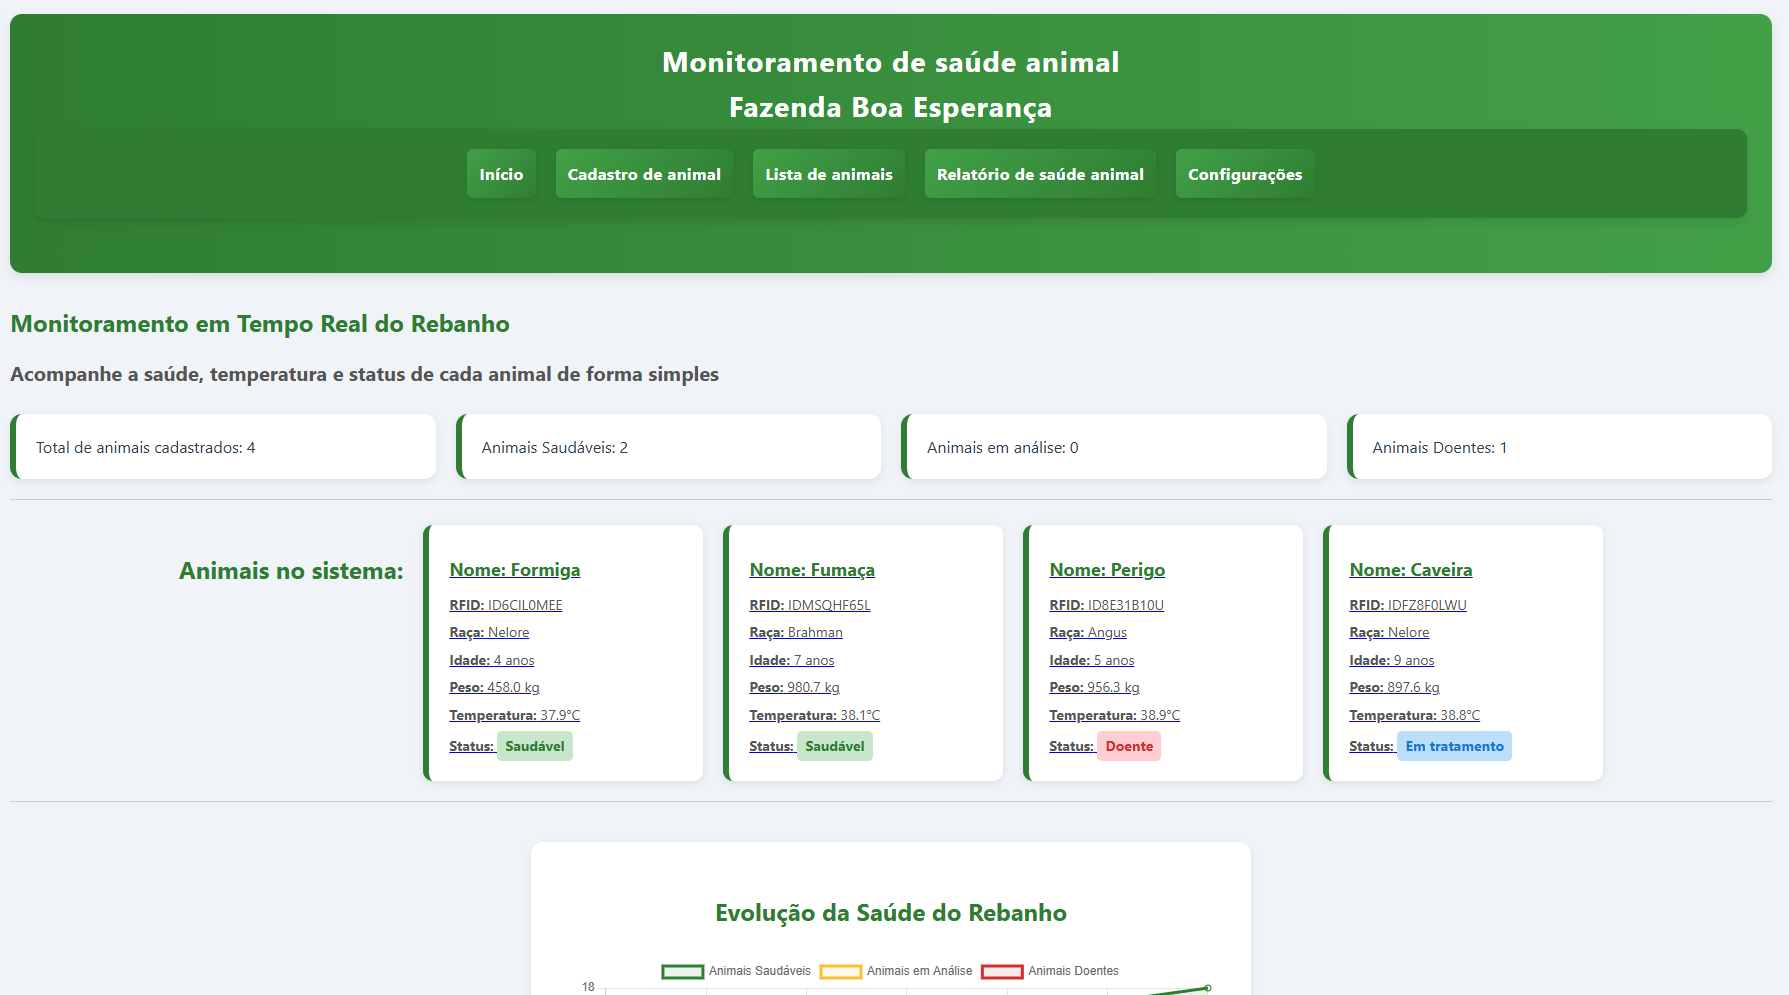 Monitoramento de saúde animal
Fazenda Boa Esperança
Início
Cadastro de animal
Lista de animais
Relatório de saúde animal
Configurações
Monitoramento em Tempo Real do Rebanho
Acompanhe a saúde, temperatura e status de cada animal de forma simples
Total de animais cadastrados: 4
Animais Saudáveis: 2
Animais em análise: 0
Animais Doentes: 1
Animais no sistema:
Nome: Formiga
RFID: ID6CIL0MEE
Raça: Nelore
Idade: 4 anos
Peso: 458.0 kg
Temperatura: 37.9°C
Status: Saudável
Nome: Fumaça
RFID: IDMSQHF65L
Raça: Brahman
Idade: 7 anos
Peso: 980.7 kg
Temperatura: 38.1°C
Status: Saudável
Nome: Perigo
RFID: ID8E31B10U
Raça: Angus
Idade: 5 anos
Peso: 956.3 kg
Temperatura: 38.9°C
Status: Doente
Nome: Caveira
RFID: IDFZ8F0LWU
Raça: Nelore
Idade: 9 anos
Peso: 897.6 kg
Temperatura: 38.8°C
Status: Em tratamento
Evolução da Saúde do Rebanho
Animais Saudáveis
Animais em Análise
Animais Doentes
18